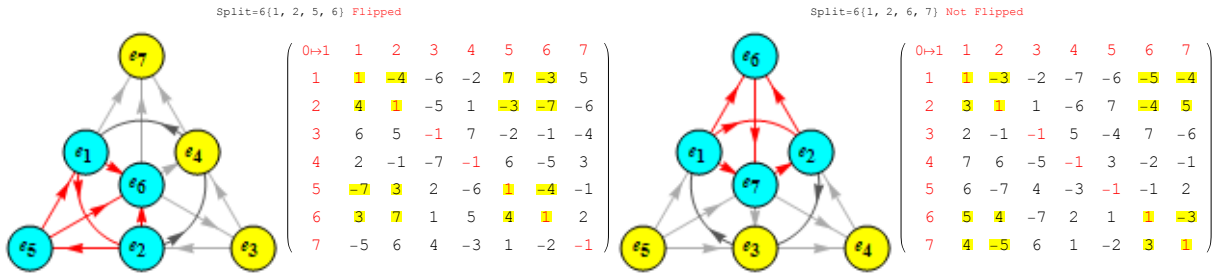 Split=6{1, 2, 5, 6} Flipped
e7
e1
e4
e6
e5
e2
e3
0↦1 1 2 3 4 5 6 7
1 1 −4 −6 −2 7 −3 5
2 4 1 −5 1 −3 −7 −6
3 6 5 −1 7 −2 −1 −4
4 2 −1 −7 −1 6 −5 3
5 −7 3 2 −6 1 −4 −1
6 3 7 1 5 4 1 2
7 −5 6 4 −3 1 −2 −1
Split=6{1, 2, 6, 7} Not Flipped
e6
e1
e2
e7
e5
e3
e4
0↦1 1 2 3 4 5 6 7
1 1 −3 −2 −7 −6 −5 −4
2 3 1 1 −6 7 −4 5
3 2 −1 −1 5 −4 7 −6
4 7 6 −5 −1 3 −2 −1
5 6 −7 4 −3 −1 −1 2
6 5 4 −7 2 1 1 −3
7 4 −5 6 1 −2 3 1